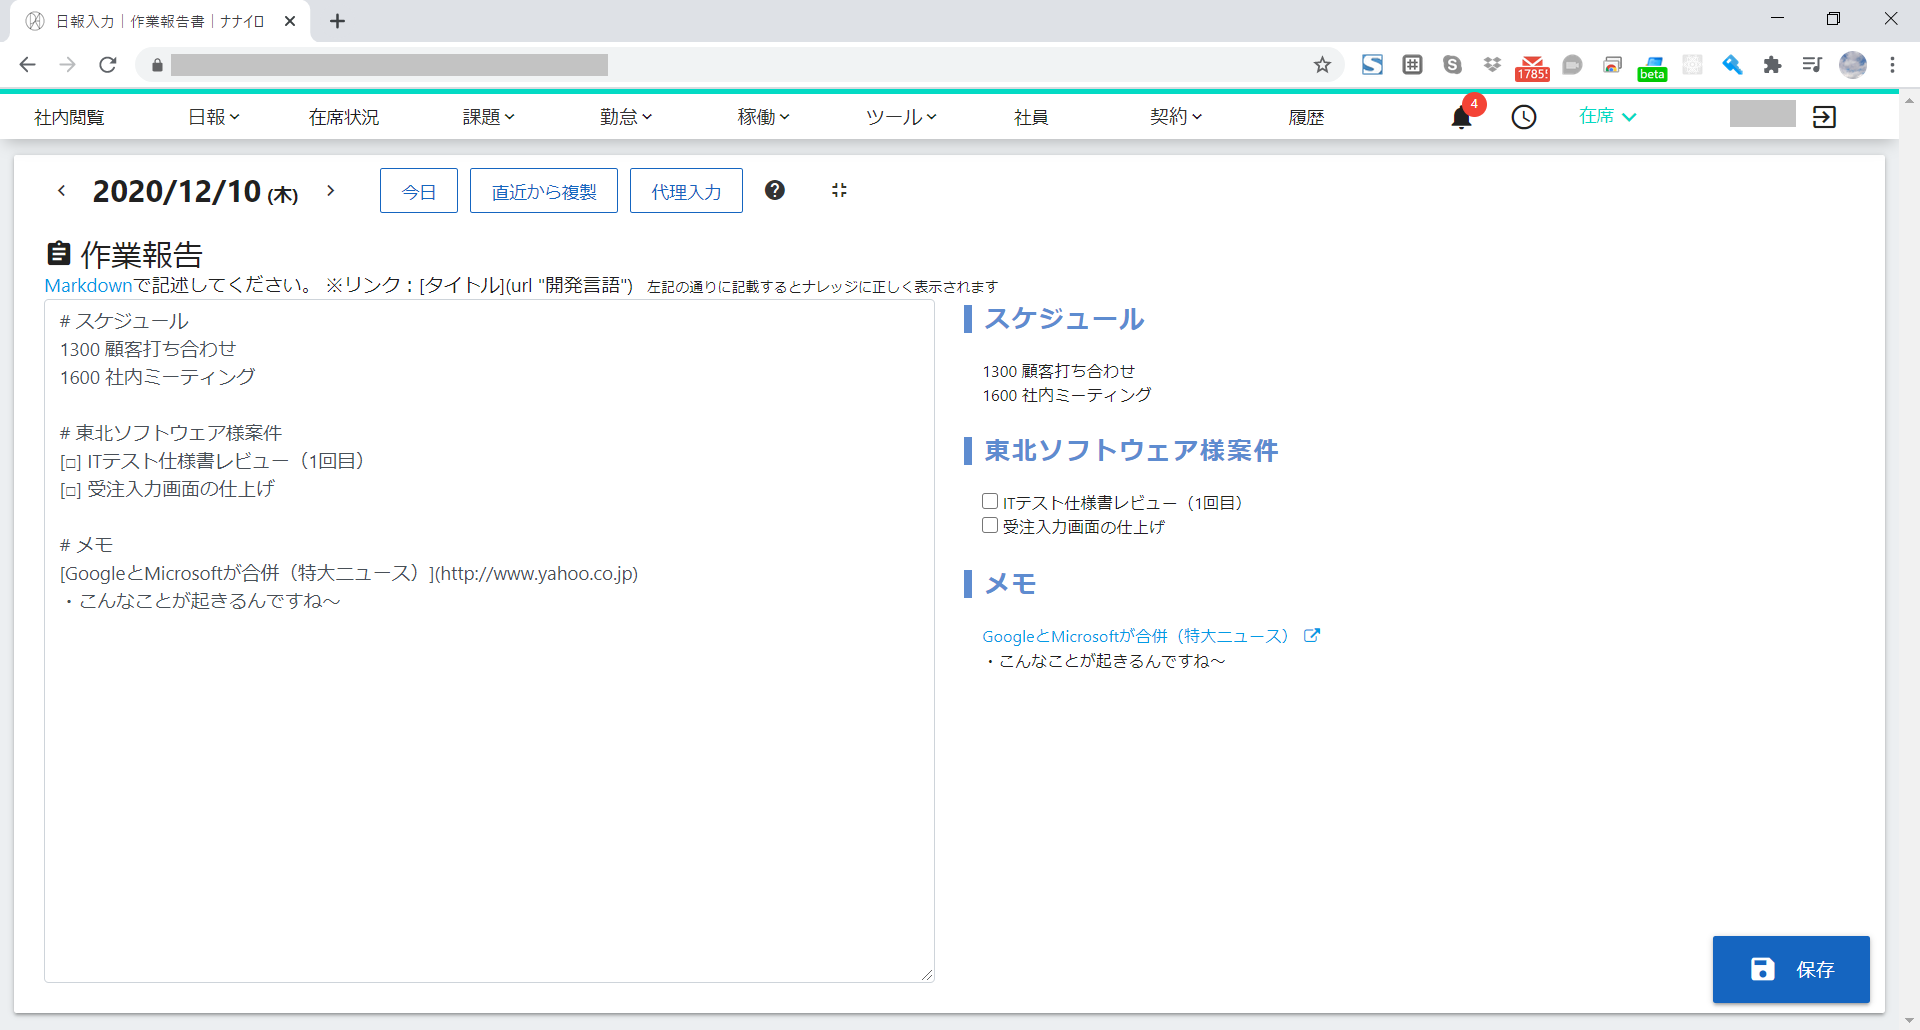 日報入力｜作業報告書｜ナナイロ
1785!
beta
社内閲覧 日報 在席状況 課題 勤怠 稼働 ツール 社員 契約 履歴 4 在席
2020/12/10 (木) 今日 直近から複製 代理入力
作業報告
Markdownで記述してください。 ※リンク：[タイトル](url "開発言語") 左記の通りに記載するとナレッジに正しく表示されます
# スケジュール
1300 顧客打ち合わせ
1600 社内ミーティング
# 東北ソフトウェア様案件
[□] ITテスト仕様書レビュー（1回目）
[□] 受注入力画面の仕上げ
# メモ
[GoogleとMicrosoftが合併（特大ニュース）](http://www.yahoo.co.jp)
・こんなことが起きるんですね～
スケジュール
1300 顧客打ち合わせ
1600 社内ミーティング
東北ソフトウェア様案件
ITテスト仕様書レビュー（1回目）
受注入力画面の仕上げ
メモ
GoogleとMicrosoftが合併（特大ニュース）
・こんなことが起きるんですね～
保存